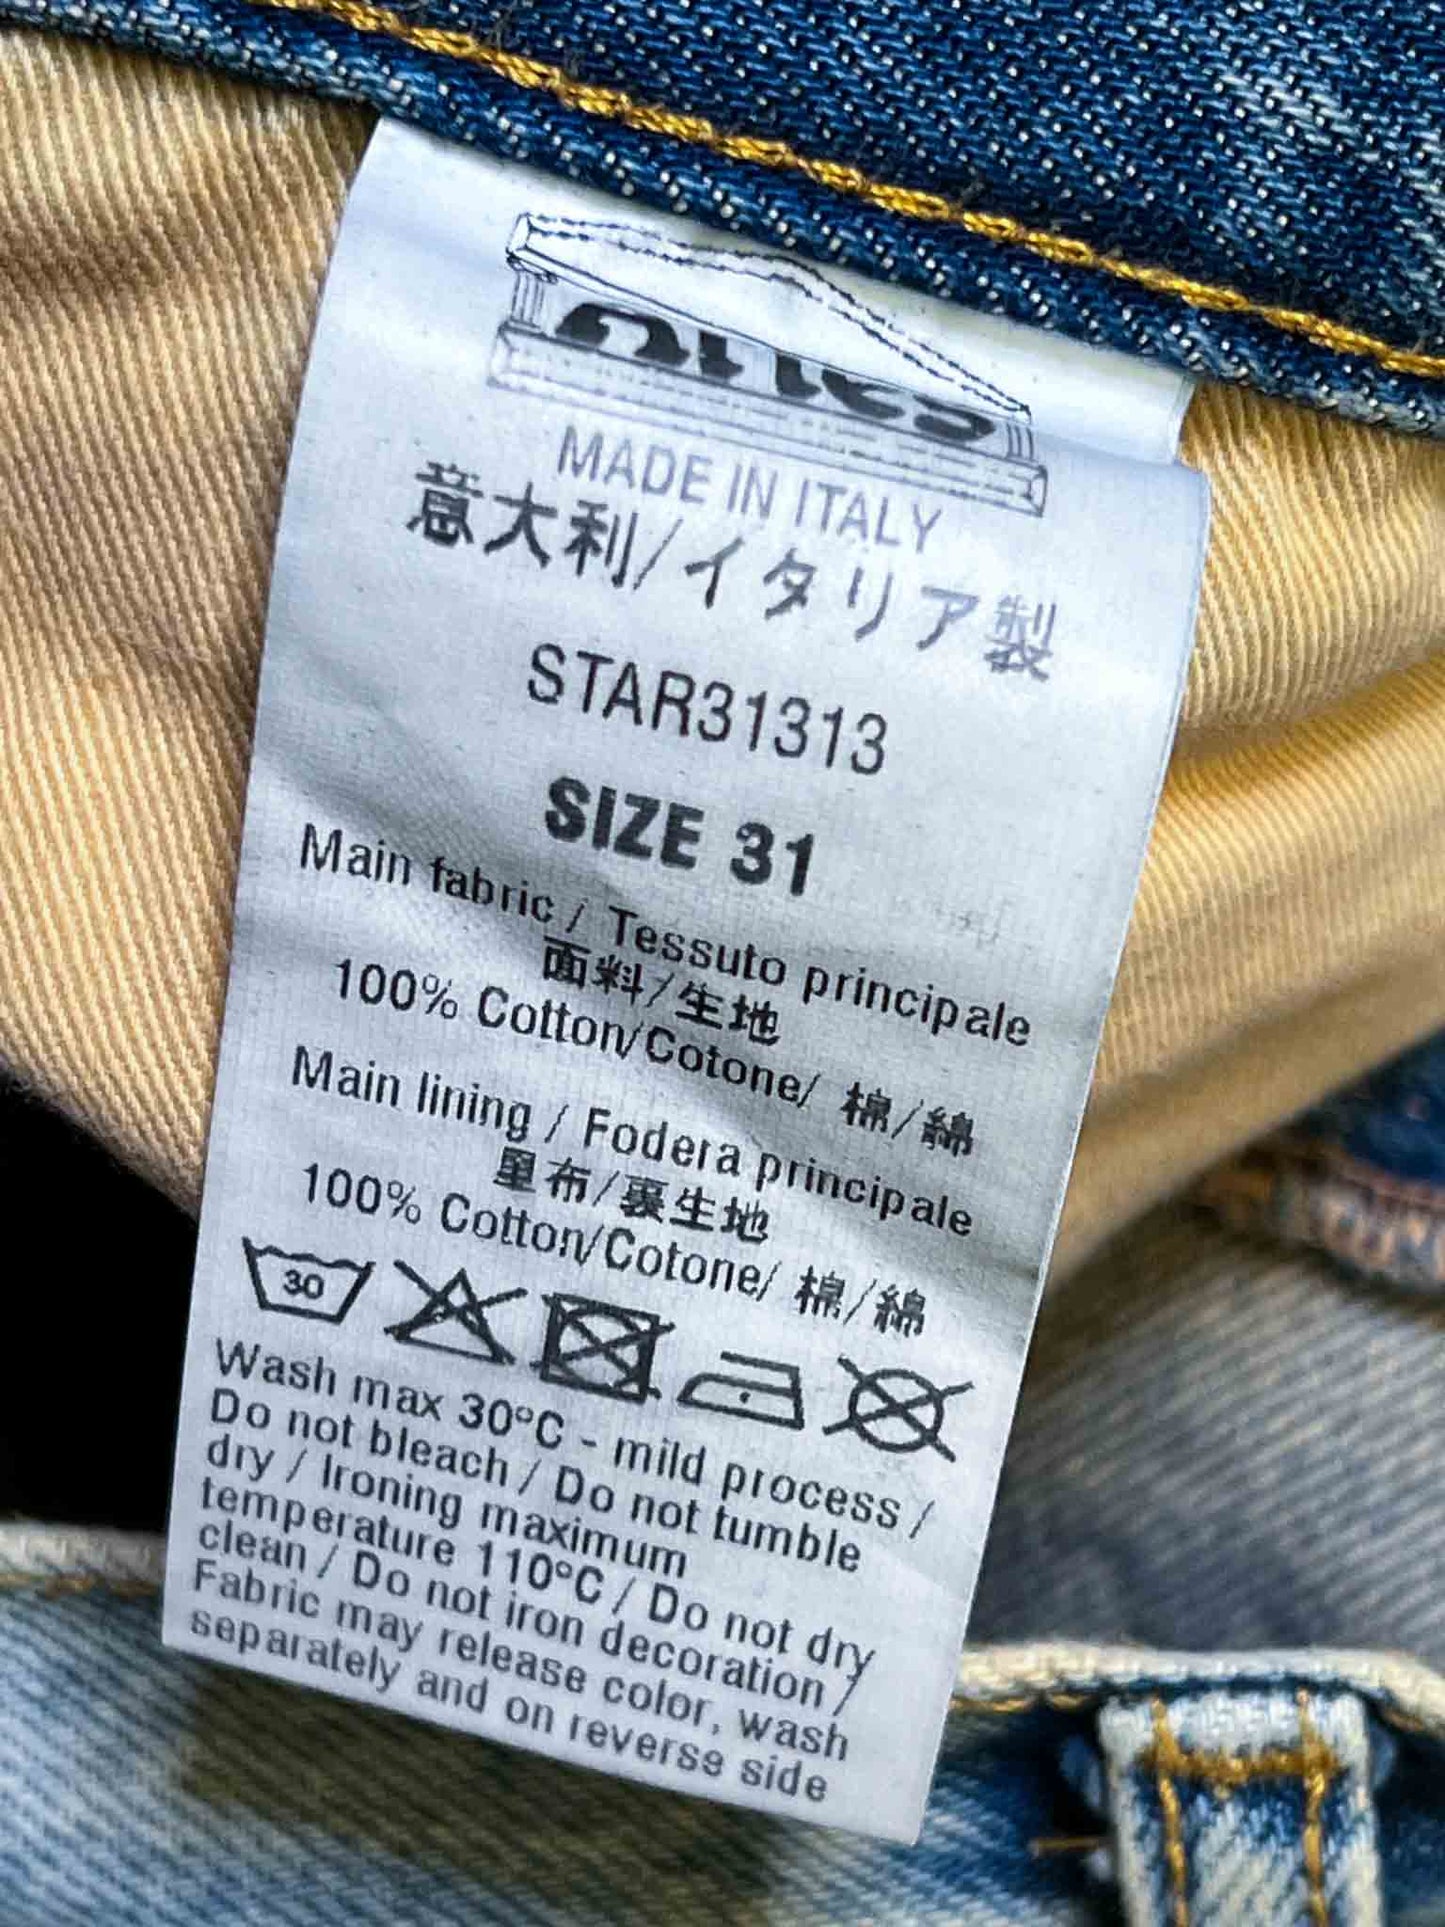 aries
MADE IN ITALY
意大利/イタリア製
STAR31313
SIZE 31
Main fabric / Tessuto principale
面料/生地
100% Cotton/Cotone/ 棉/綿
Main lining / Fodera principale
里布/裏生地
100% Cotton/Cotone/ 棉/綿
30
Wash max 30°C - mild process /
Do not bleach / Do not tumble
dry / Ironing maximum
temperature 110°C / Do not dry
clean / Do not iron decoration /
Fabric may release color, wash
separately and on reverse side